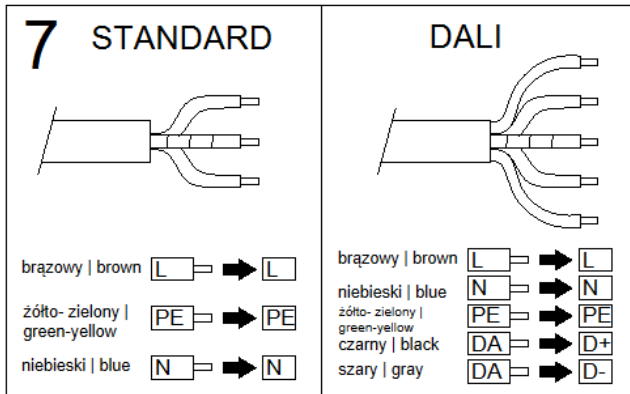 7 STANDARD
brązowy | brown L L
żółto- zielony |
green-yellow PE PE
niebieski | blue N N
DALI
brązowy | brown L L
niebieski | blue N N
żółto- zielony |
green-yellow PE PE
czarny | black DA D+
szary | gray DA D-